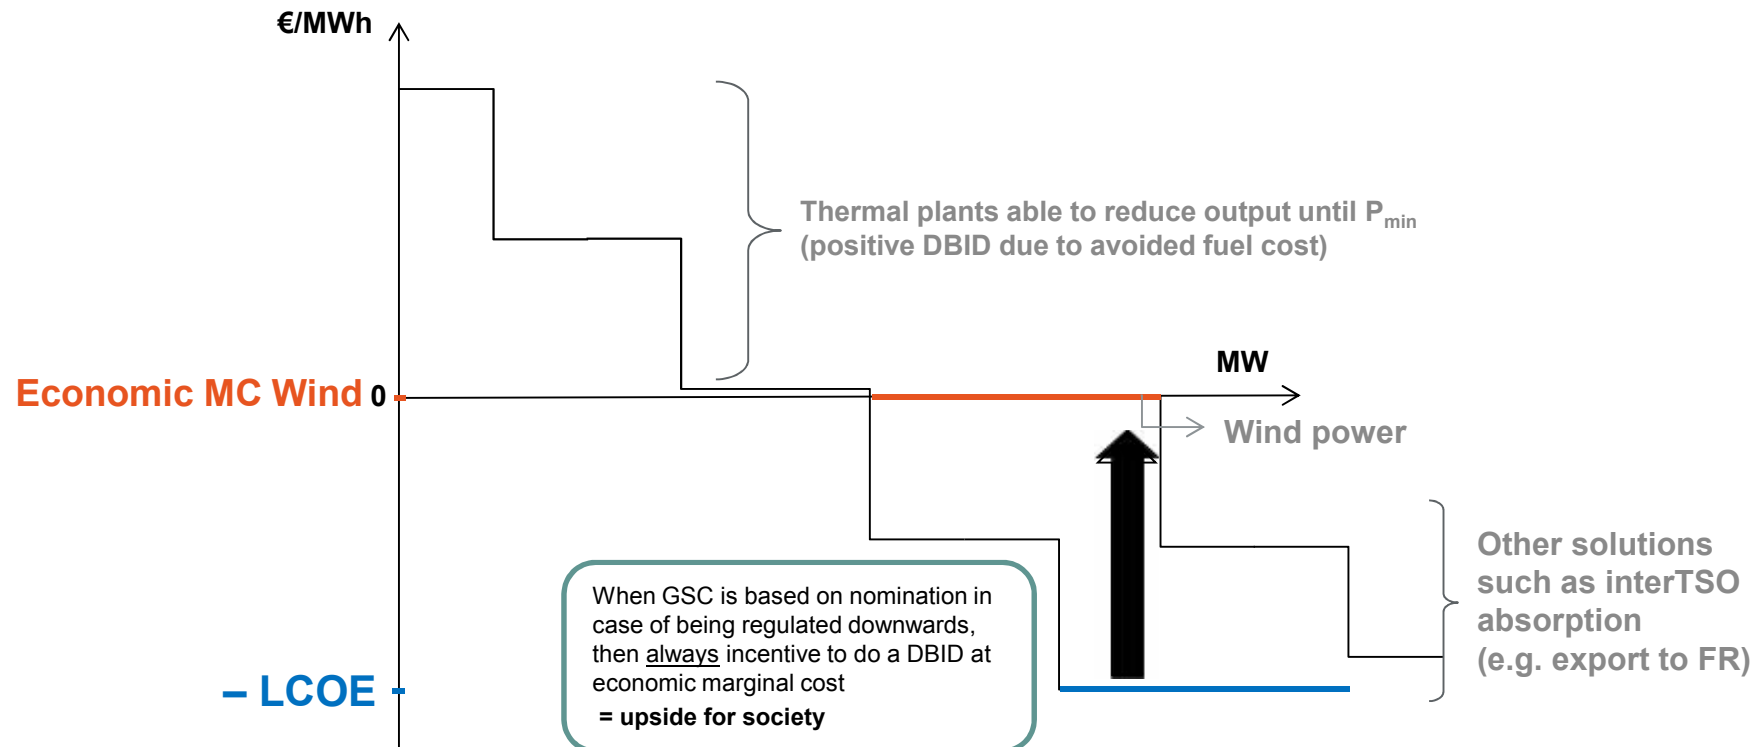 €/MWh
Thermal plants able to reduce output until Pmin
(positive DBID due to avoided fuel cost)
MW
Economic MC Wind 0
Wind power
Other solutions
such as interTSO
absorption
(e.g. export to FR)
When GSC is based on nomination in
case of being regulated downwards,
then always incentive to do a DBID at
economic marginal cost
= upside for society
– LCOE